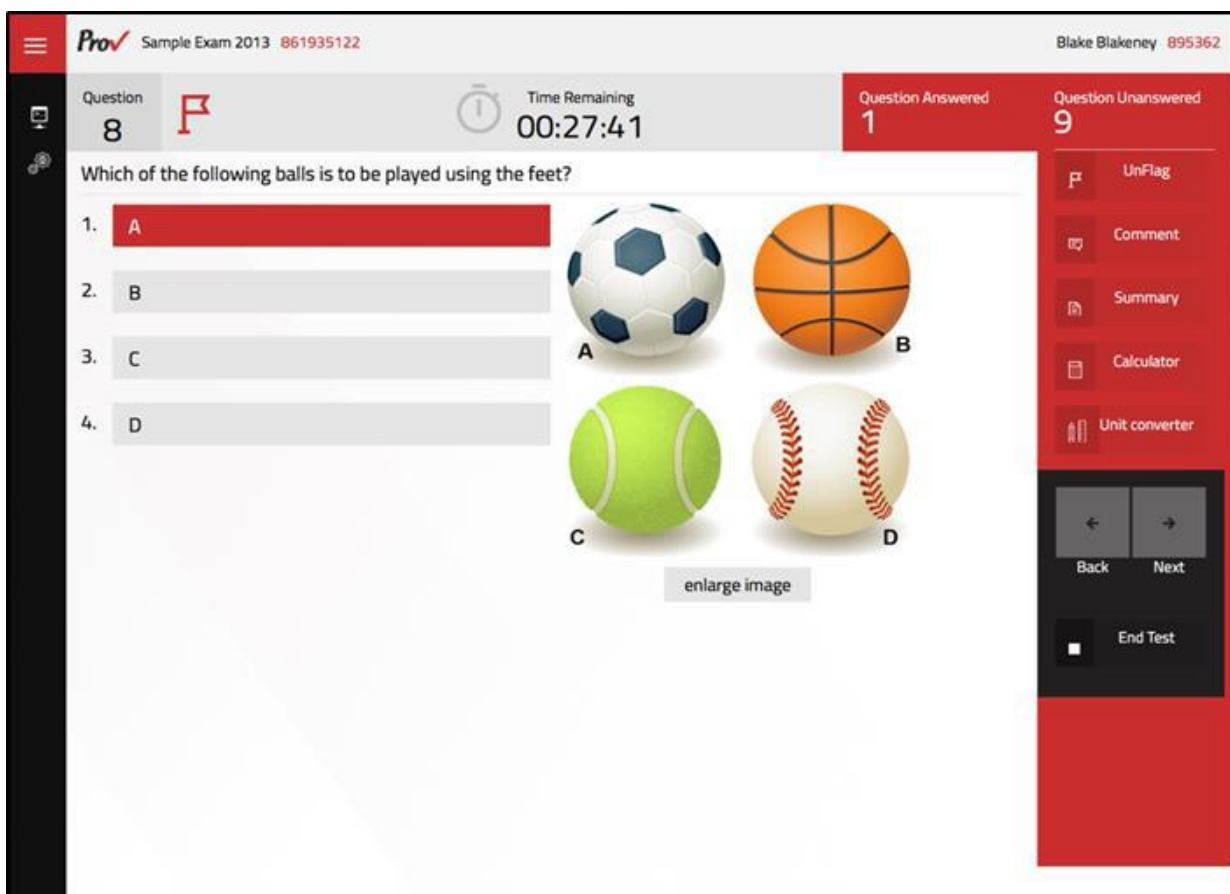 Prov Sample Exam 2013 861935122 Blake Blakeney 895362
Question
8
Time Remaining
00:27:41
Question Answered
1
Question Unanswered
9
Which of the following balls is to be played using the feet?
1. A
2. B
3. C
4. D
A
B
C
D
enlarge image
UnFlag
Comment
Summary
Calculator
Unit converter
Back Next
End Test